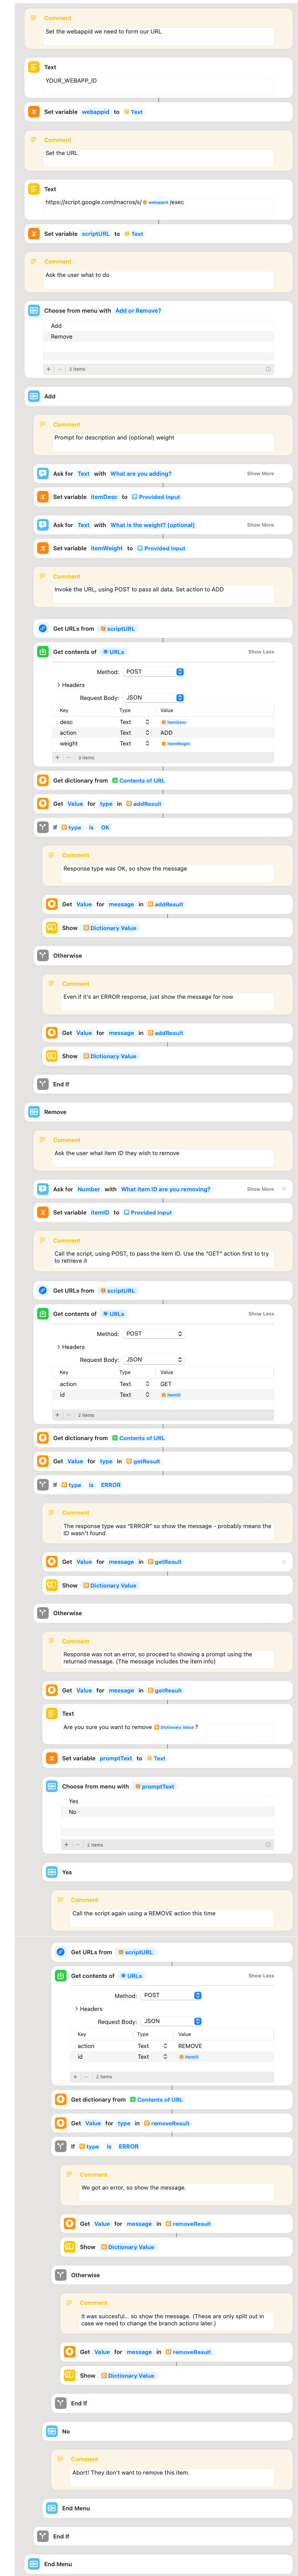 Comment
Set the webappid we need to form our URL
Text
YOUR_WEBAPP_ID
Set variable webappid to Text
Comment
Set the URL
Text
https://script.google.com/macros/s/ webappid /exec
Set variable scriptURL to Text
Comment
Ask the user what to do
Choose from menu with Add or Remove?
Add
Remove
+ − 2 items
Add
Comment
Prompt for description and (optional) weight
Ask for Text with What are you adding? Show More
Set variable itemDesc to Provided Input
Ask for Text with What is the weight? (optional) Show More
Set variable itemWeight to Provided Input
Comment
Invoke the URL, using POST to pass all data. Set action to ADD
Get URLs from scriptURL
Get contents of URLs Show Less
Method: POST
> Headers
Request Body: JSON
Key Type Value
desc Text itemDesc
action Text ADD
weight Text itemWeight
+ − 3 items
Get dictionary from Contents of URL
Get Value for type in addResult
If type is OK
Comment
Response type was OK, so show the message
Get Value for message in addResult
Show Dictionary Value
Otherwise
Comment
Even if it's an ERROR response, just show the message for now
Get Value for message in addResult
Show Dictionary Value
End If
Remove
Comment
Ask the user what item ID they wish to remove
Ask for Number with What item ID are you removing? Show More ×
Set variable itemID to Provided Input
Comment
Call the script, using POST, to pass the item ID. Use the "GET" action first to try
to retrieve it
Get URLs from scriptURL
Get contents of URLs Show Less
Method: POST
> Headers
Request Body: JSON
Key Type Value
action Text GET
id Text itemID
+ − 2 items
Get dictionary from Contents of URL
Get Value for type in getResult
If type is ERROR
Comment
The response type was "ERROR" so show the message - probably means the
ID wasn't found
Get Value for message in getResult ×
Show Dictionary Value
Otherwise
Comment
Response was not an error, so proceed to showing a prompt using the
returned message. (The message includes the item info)
Get Value for message in getResult
Text
Are you sure you want to remove Dictionary Value ?
Set variable promptText to Text
Choose from menu with promptText
Yes
No
+ − 2 items
Yes
Comment
Call the script again using a REMOVE action this time
Get URLs from scriptURL
Get contents of URLs Show Less
Method: POST
> Headers
Request Body: JSON
Key Type Value
action Text REMOVE
id Text itemID
+ − 2 items
Get dictionary from Contents of URL
Get Value for type in removeResult
If type is ERROR
Comment
We got an error, so show the message.
Get Value for message in removeResult
Show Dictionary Value
Otherwise
Comment
It was succesful... so show the message. (These are only split out in
case we need to change the branch actions later.)
Get Value for message in removeResult
Show Dictionary Value
End If
No
Comment
Abort! They don't want to remove this item.
End Menu
End If
End Menu